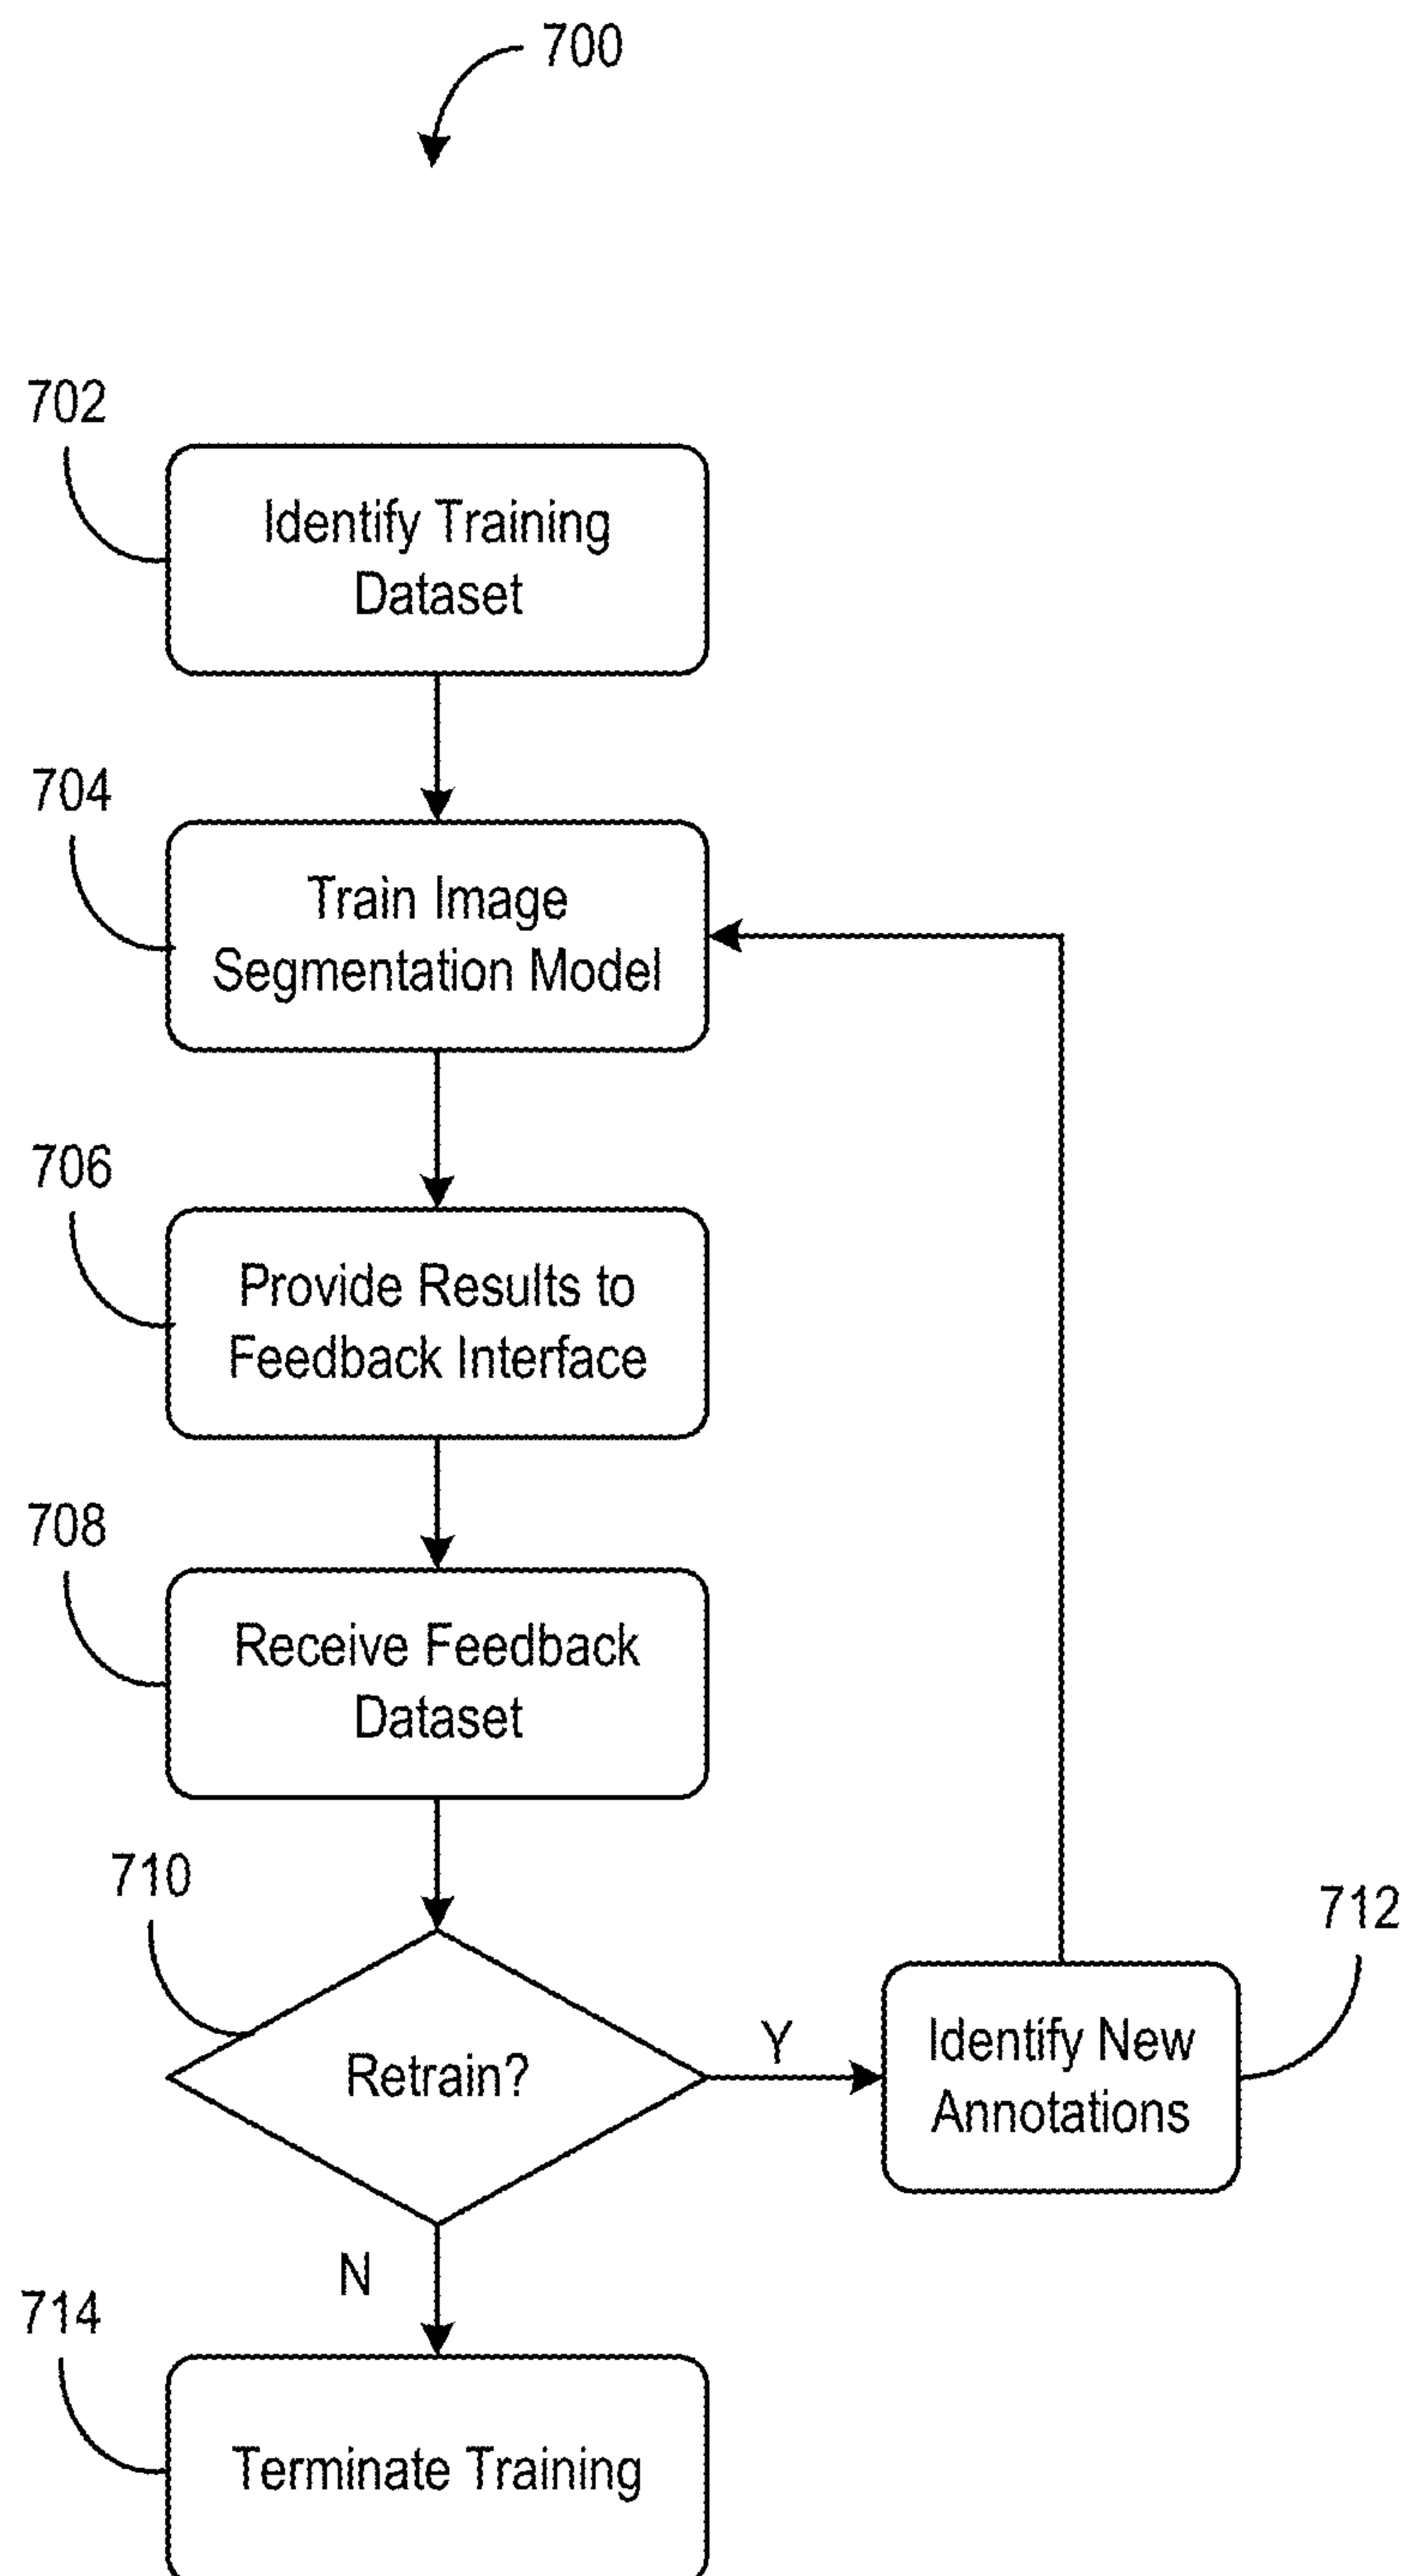 700
702
Identify Training
Dataset
704
Train Image
Segmentation Model
706
Provide Results to
Feedback Interface
708
Receive Feedback
Dataset
710
Retrain?
Y
712
Identify New
Annotations
N
714
Terminate Training